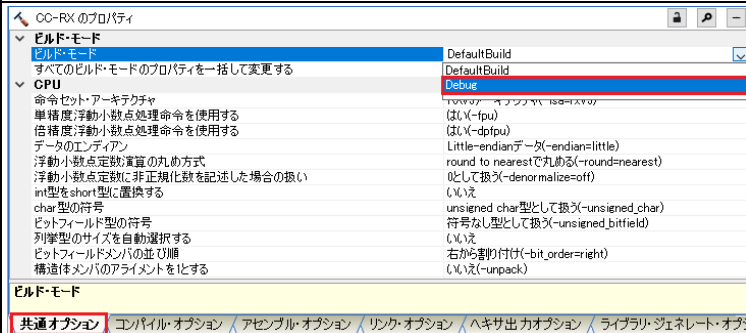 CC-RX のプロパティ
ビルド・モード
ビルド・モード DefaultBuild
すべてのビルド・モードのプロパティを一括して変更する DefaultBuild
CPU Debug
命令セット・アーキテクチャ
単精度浮動小数点処理命令を使用する はい(-fpu)
倍精度浮動小数点処理命令を使用する はい(-dpfpu)
データのエンディアン Little-endianデータ(-endian=little)
浮動小数点定数演算の丸め方式 round to nearestで丸める(-round=nearest)
浮動小数点定数に非正規化数を記述した場合の扱い 0として扱う(-denormalize=off)
int型をshort型に置換する いいえ
char型の符号 unsigned char型として扱う(-unsigned_char)
ビットフィールド型の符号 符号なし型として扱う(-unsigned_bitfield)
列挙型のサイズを自動選択する いいえ
ビットフィールドメンバの並び順 右から割り付け(-bit_order=right)
構造体メンバのアライメントを1とする いいえ(-unpack)
ビルド・モード
共通オプション コンパイル・オプション アセンブル・オプション リンク・オプション ヘキサ出力オプション ライブラリ・ジェネレート・オプ